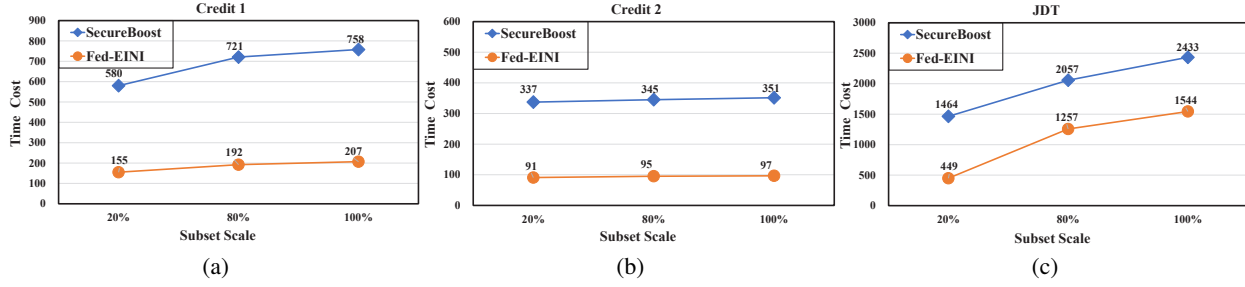 Credit 1
900
800
700
600
500
400
300
200
100
0
Time Cost
SecureBoost
Fed-EINI
580
721
758
155
192
207
20%
80%
100%
Subset Scale
(a)
Credit 2
600
500
400
300
200
100
0
Time Cost
SecureBoost
Fed-EINI
337
345
351
91
95
97
20%
80%
100%
Subset Scale
(b)
JDT
3000
2500
2000
1500
1000
500
0
Time Cost
SecureBoost
Fed-EINI
1464
2057
2433
449
1257
1544
20%
80%
100%
Subset Scale
(c)